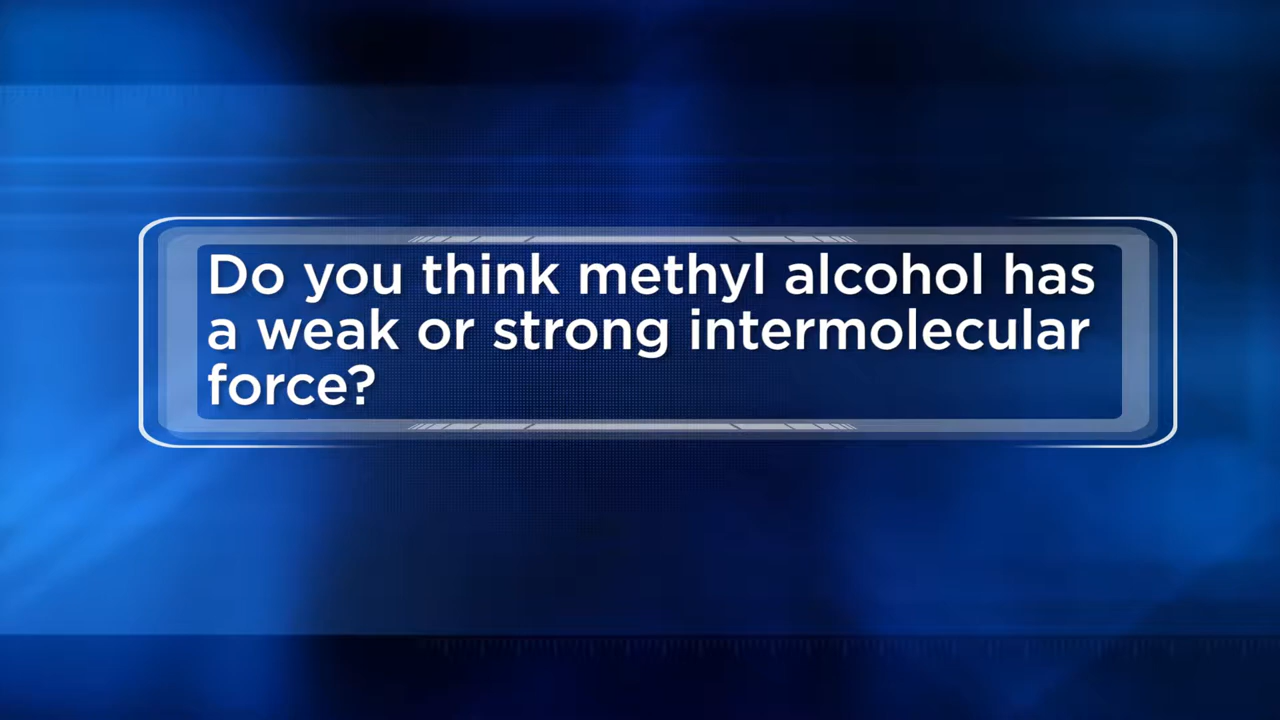 Do you think methyl alcohol has
a weak or strong intermolecular
force?